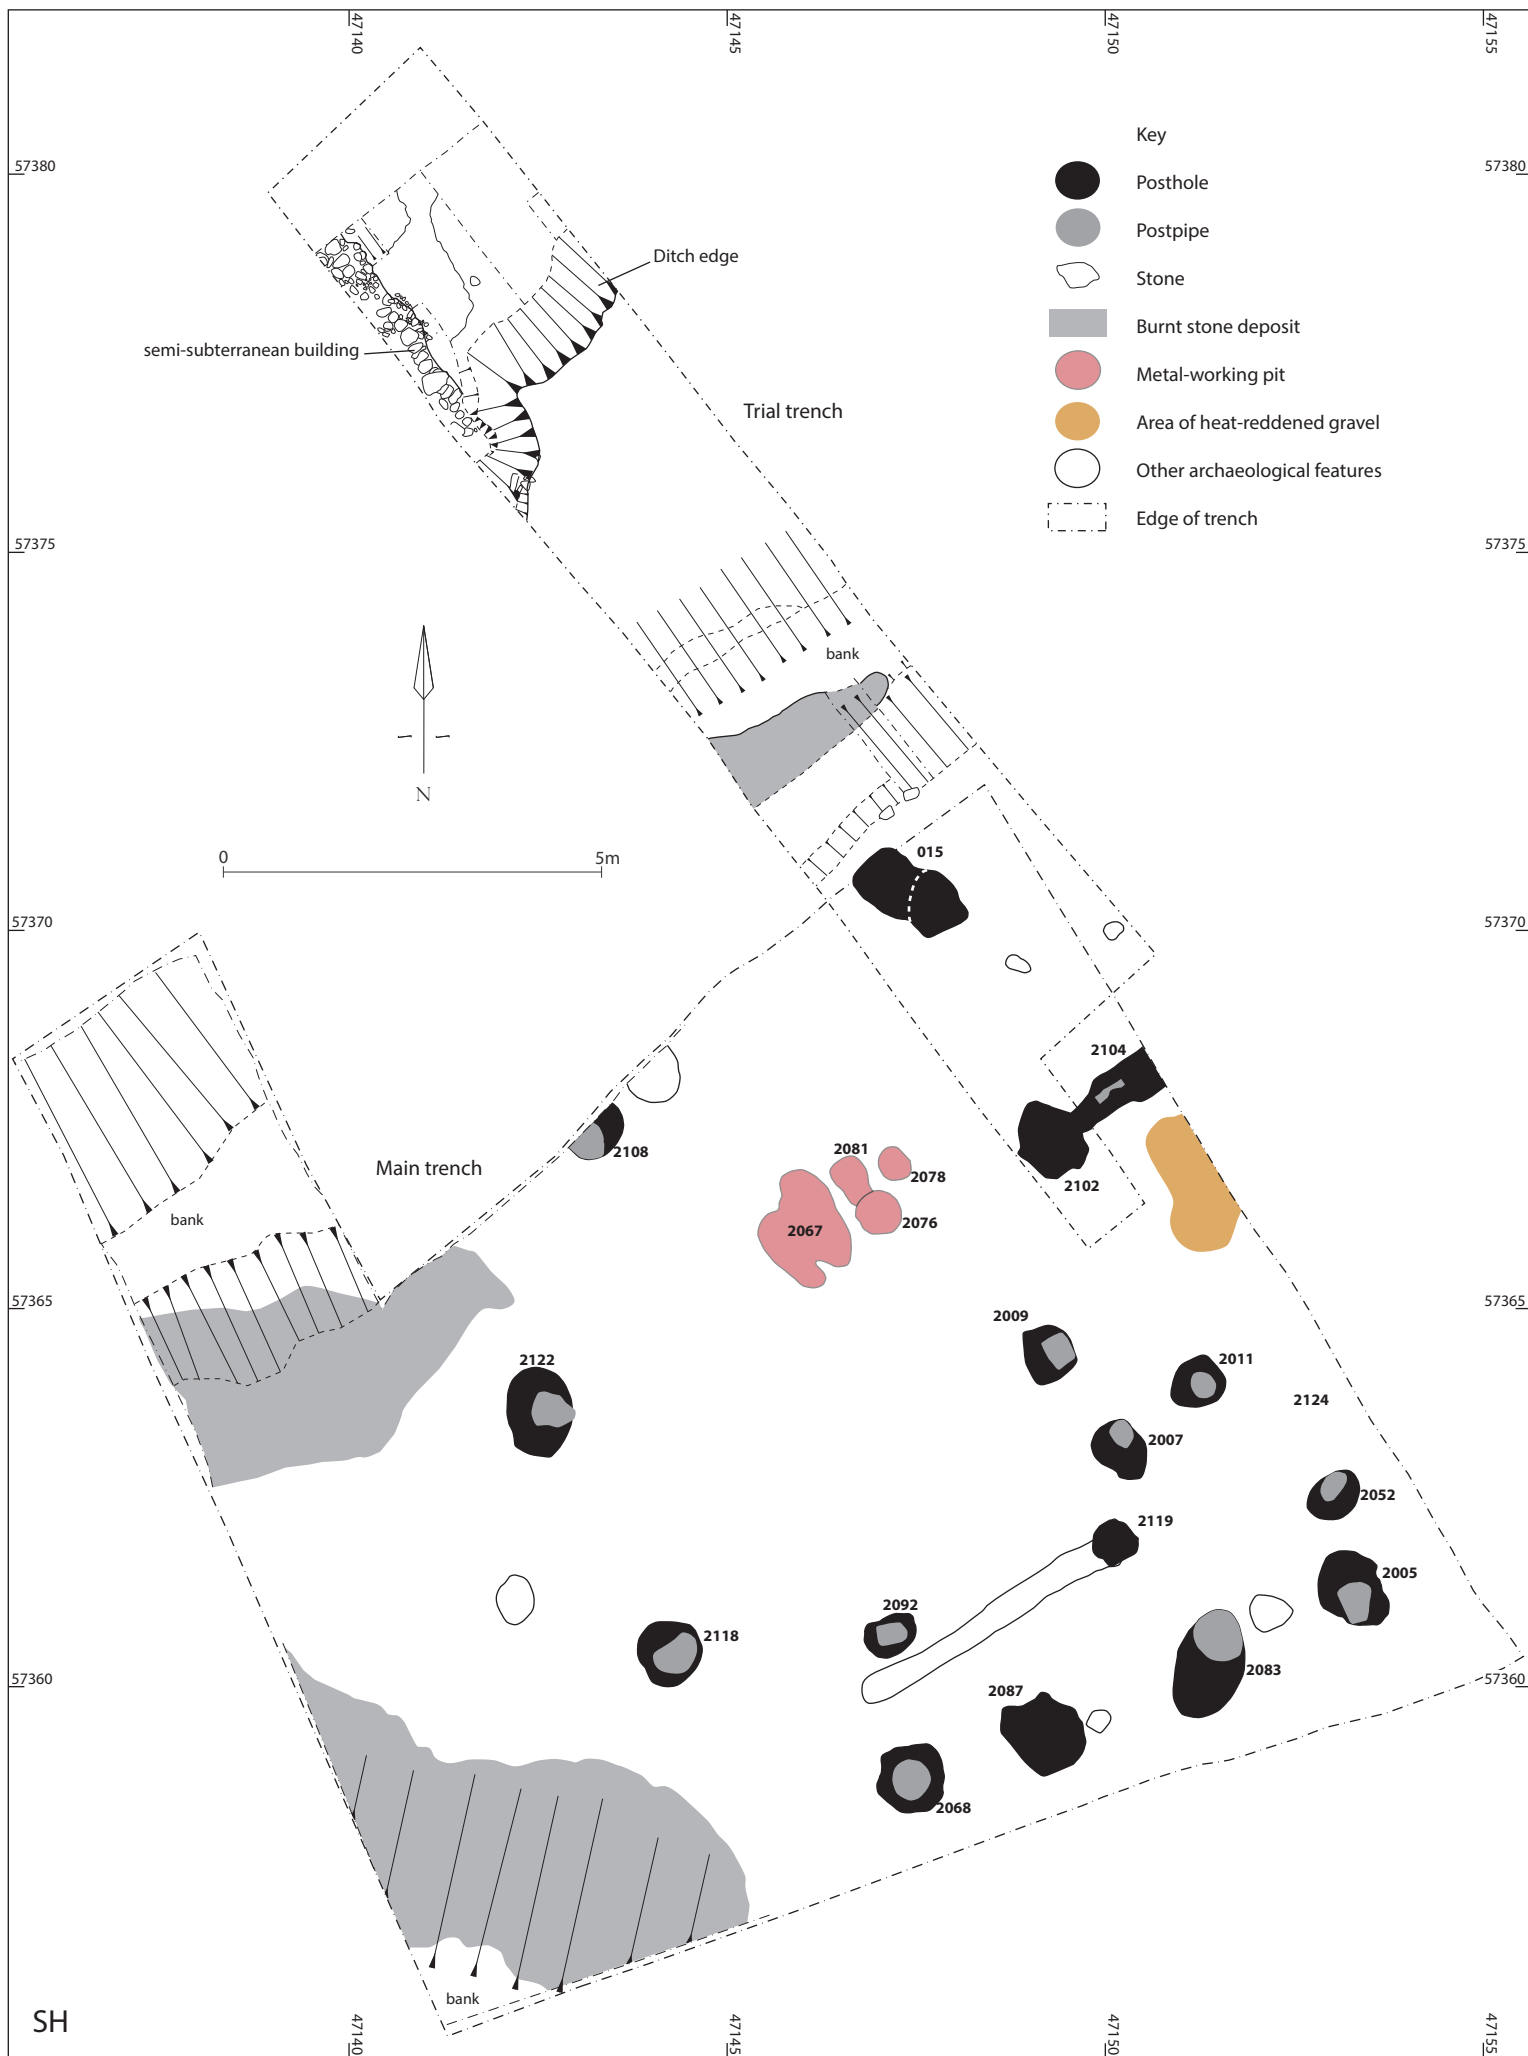 47140
47145
47150
47155
Key
57380
57380
Posthole
Postpipe
Ditch edge
Stone
Burnt stone deposit
semi-subterranean building
Metal-working pit
Trial trench
Area of heat-reddened gravel
Other archaeological features
Edge of trench
57375
57375
bank
N
0
5m
015
57370
57370
2104
2108
2081
2078
Main trench
2102
bank
2067
2076
57365
57365
2009
2122
2011
2124
2007
2052
2119
2005
2092
2118
2083
57360
57360
2087
2068
bank
SH
47140
47145
47150
47155